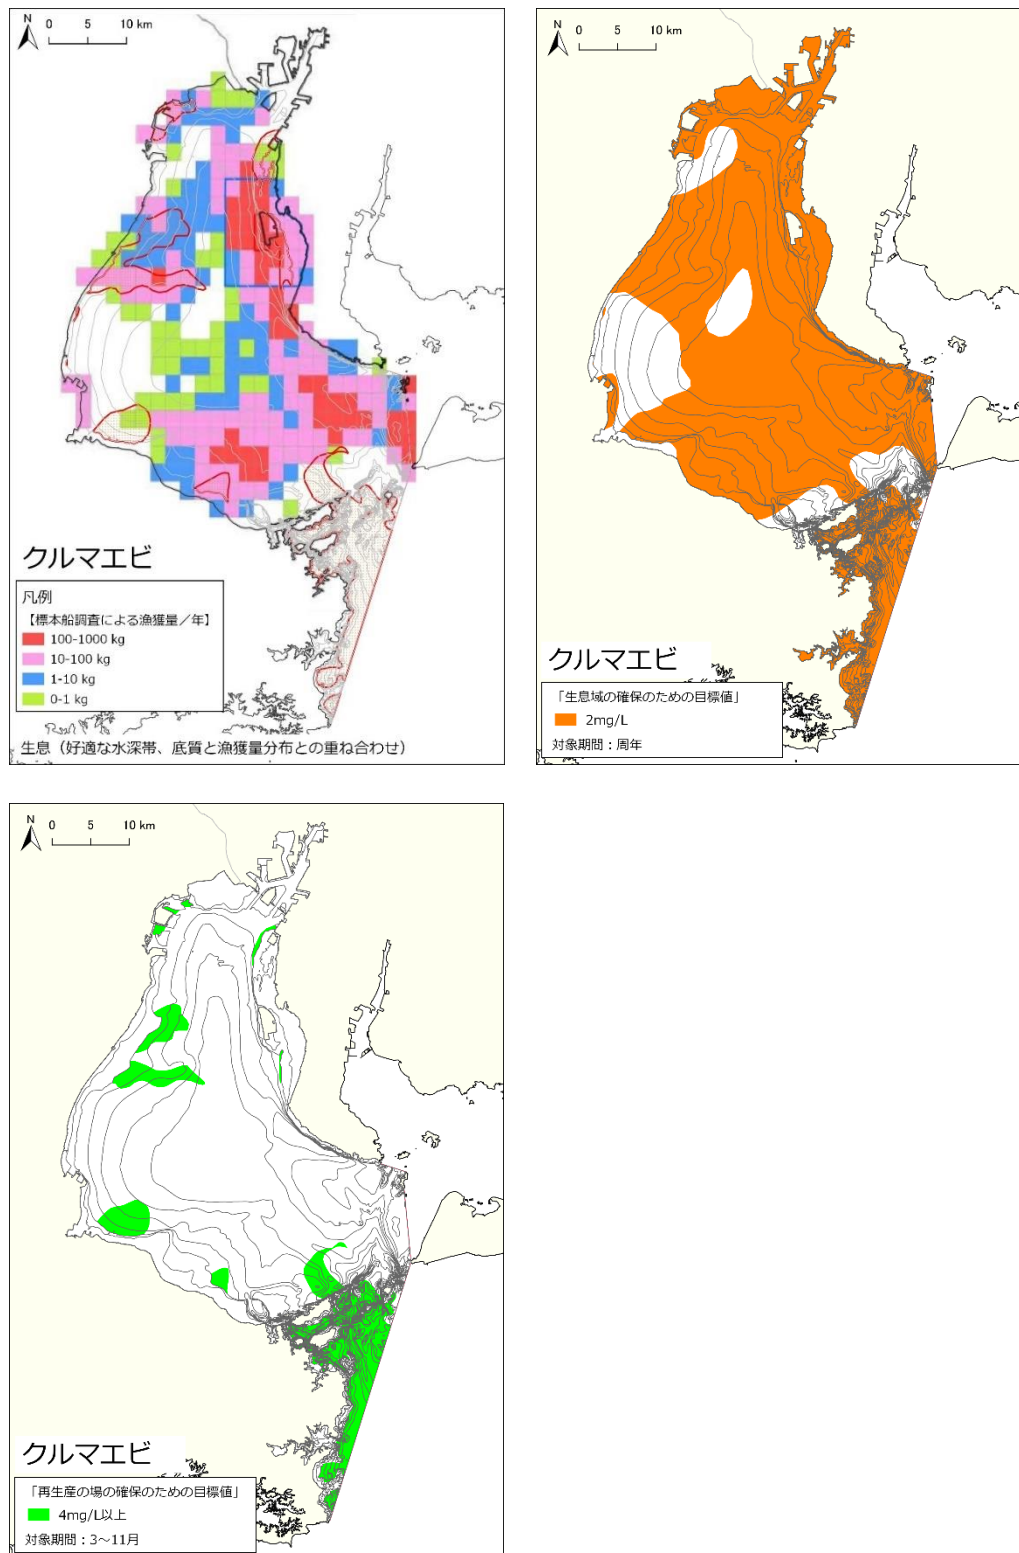 N
0 5 10 km
クルマエビ
凡例
【標本船調査による漁獲量／年】
100-1000 kg
10-100 kg
1-10 kg
0-1 kg
生息（好適な水深帯、底質と漁獲量分布との重ね合わせ）
N
0 5 10 km
クルマエビ
「生息域の確保のための目標値」
2mg/L
対象期間：周年
N
0 5 10 km
クルマエビ
「再生産の場の確保のための目標値」
4mg/L以上
対象期間：3～11月